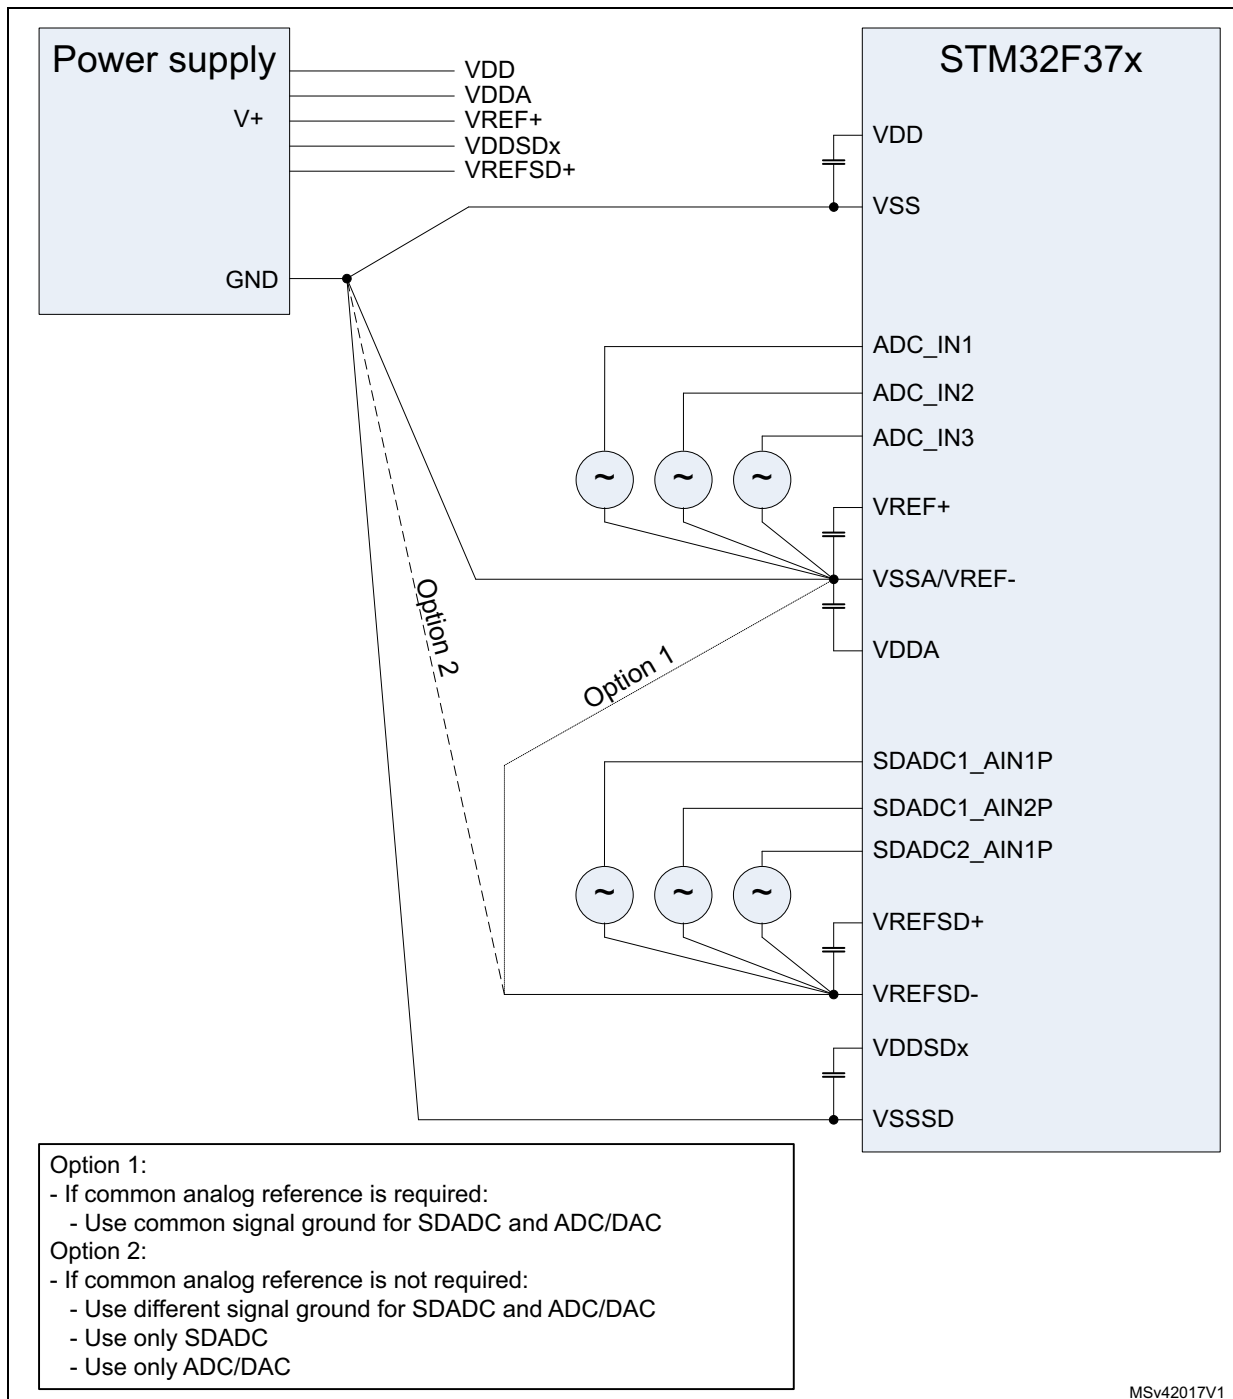 Power supply
VDD
VDDA
V+
VREF+
VDDSDx
VREFSD+
GND
STM32F37x
VDD
VSS
ADC_IN1
ADC_IN2
ADC_IN3
~ ~ ~
VREF+
VSSA/VREF-
VDDA
Option 2
Option 1
SDADC1_AIN1P
SDADC1_AIN2P
SDADC2_AIN1P
~ ~ ~
VREFSD+
VREFSD-
VDDSDx
VSSSD
Option 1:
- If common analog reference is required:
- Use common signal ground for SDADC and ADC/DAC
Option 2:
- If common analog reference is not required:
- Use different signal ground for SDADC and ADC/DAC
- Use only SDADC
- Use only ADC/DAC
MSv42017V1